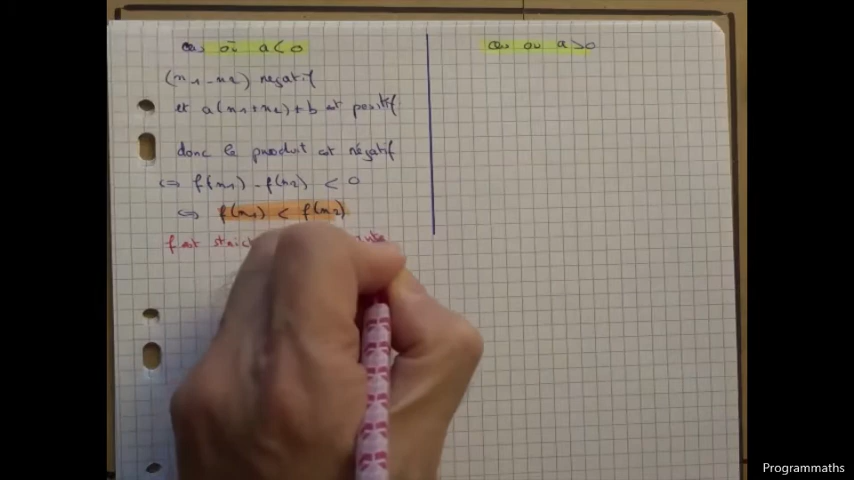 cas où a < 0
(x1 - x2) négatif
et a(x1 + x2) + b est positif
donc le produit est négatif
⇔ f(x1) - f(x2) < 0
⇔ f(x1) < f(x2)
f est strict
cas où a > 0
Programmaths